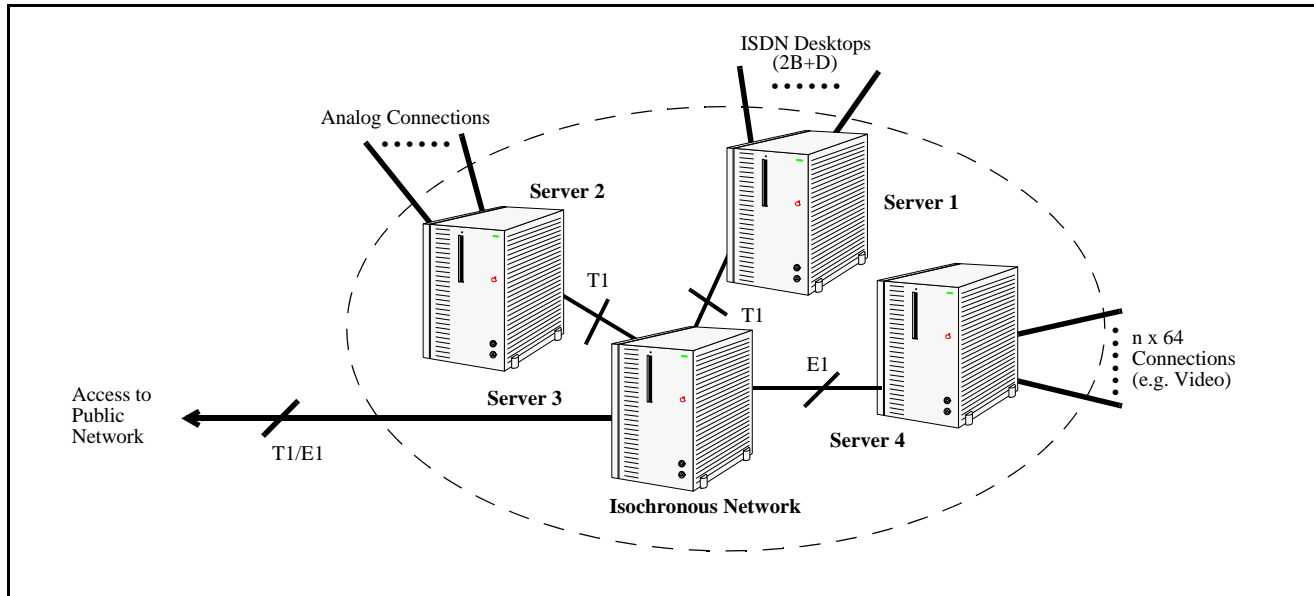 ISDN Desktops
(2B+D)
Analog Connections
Server 2
Server 1
T1
T1
E1
n x 64
Connections
(e.g. Video)
Server 3
Access to
Public
Network
Server 4
T1/E1
Isochronous Network